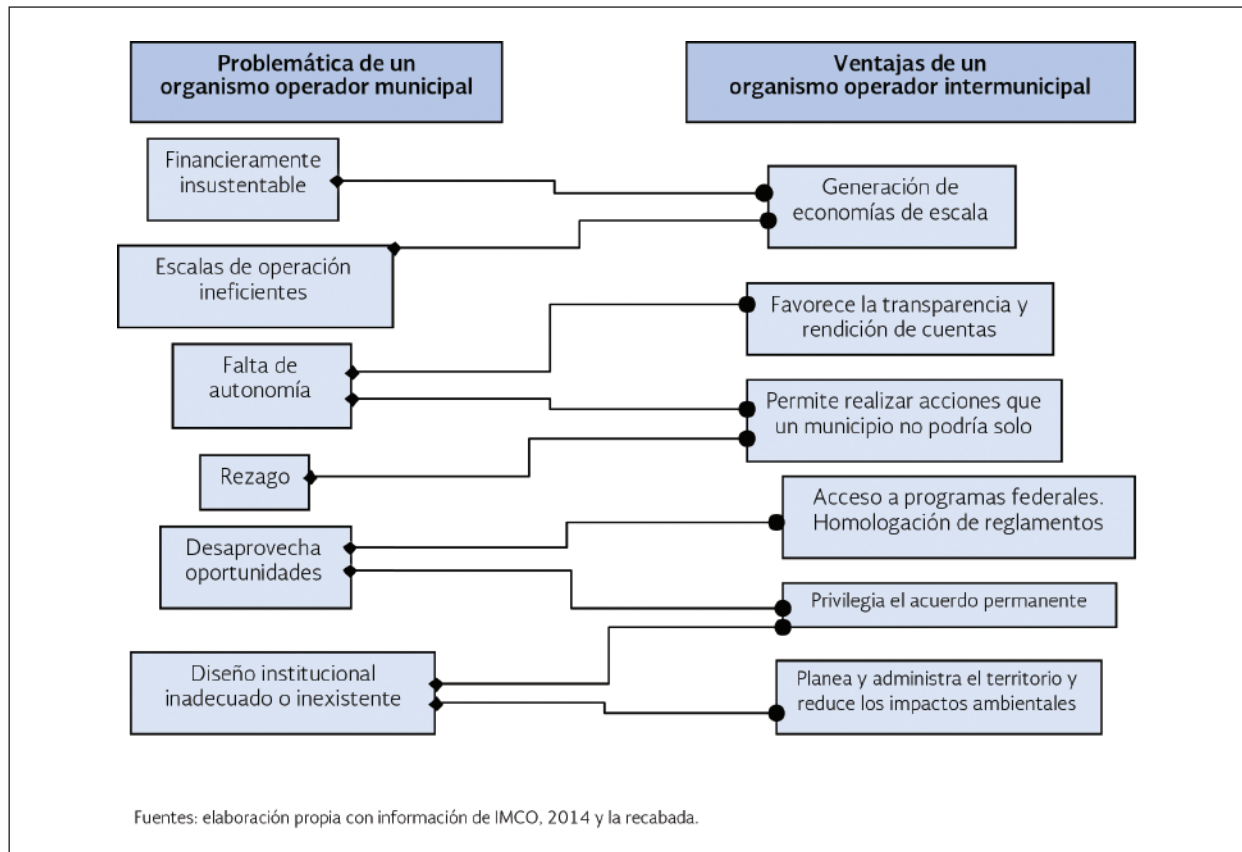 Problemática de un
organismo operador municipal
Ventajas de un
organismo operador intermunicipal
Financieramente
insustentable
Generación de
economías de escala
Escalas de operación
ineficientes
Favorece la transparencia y
rendición de cuentas
Falta de
autonomía
Permite realizar acciones que
un municipio no podría solo
Rezago
Acceso a programas federales.
Homologación de reglamentos
Desaprovecha
oportunidades
Privilegia el acuerdo permanente
Diseño institucional
inadecuado o inexistente
Planea y administra el territorio y
reduce los impactos ambientales
Fuentes: elaboración propia con información de IMCO, 2014 y la recabada.